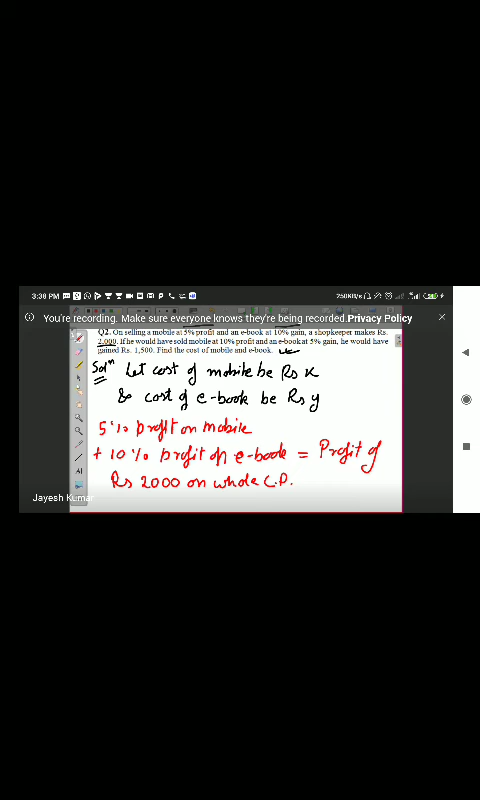 3:38 PM
250KB/s
You're recording. Make sure everyone knows they're being recorded. Privacy Policy
Q2. On selling a mobile at 5% profit and an e-book at 10% gain, a shopkeeper makes Rs.
2,000. If he would have sold mobile at 10% profit and an e-book at 5% gain, he would have
gained Rs. 1,500. Find the cost of mobile and e-book.
Solⁿ Let cost of mobile be Rs x
& cost of e-book be Rs y
5% profit on mobile
+ 10% profit on e-book = Profit of
Rs 2000 on whole C.P.
AI
Jayesh Kumar